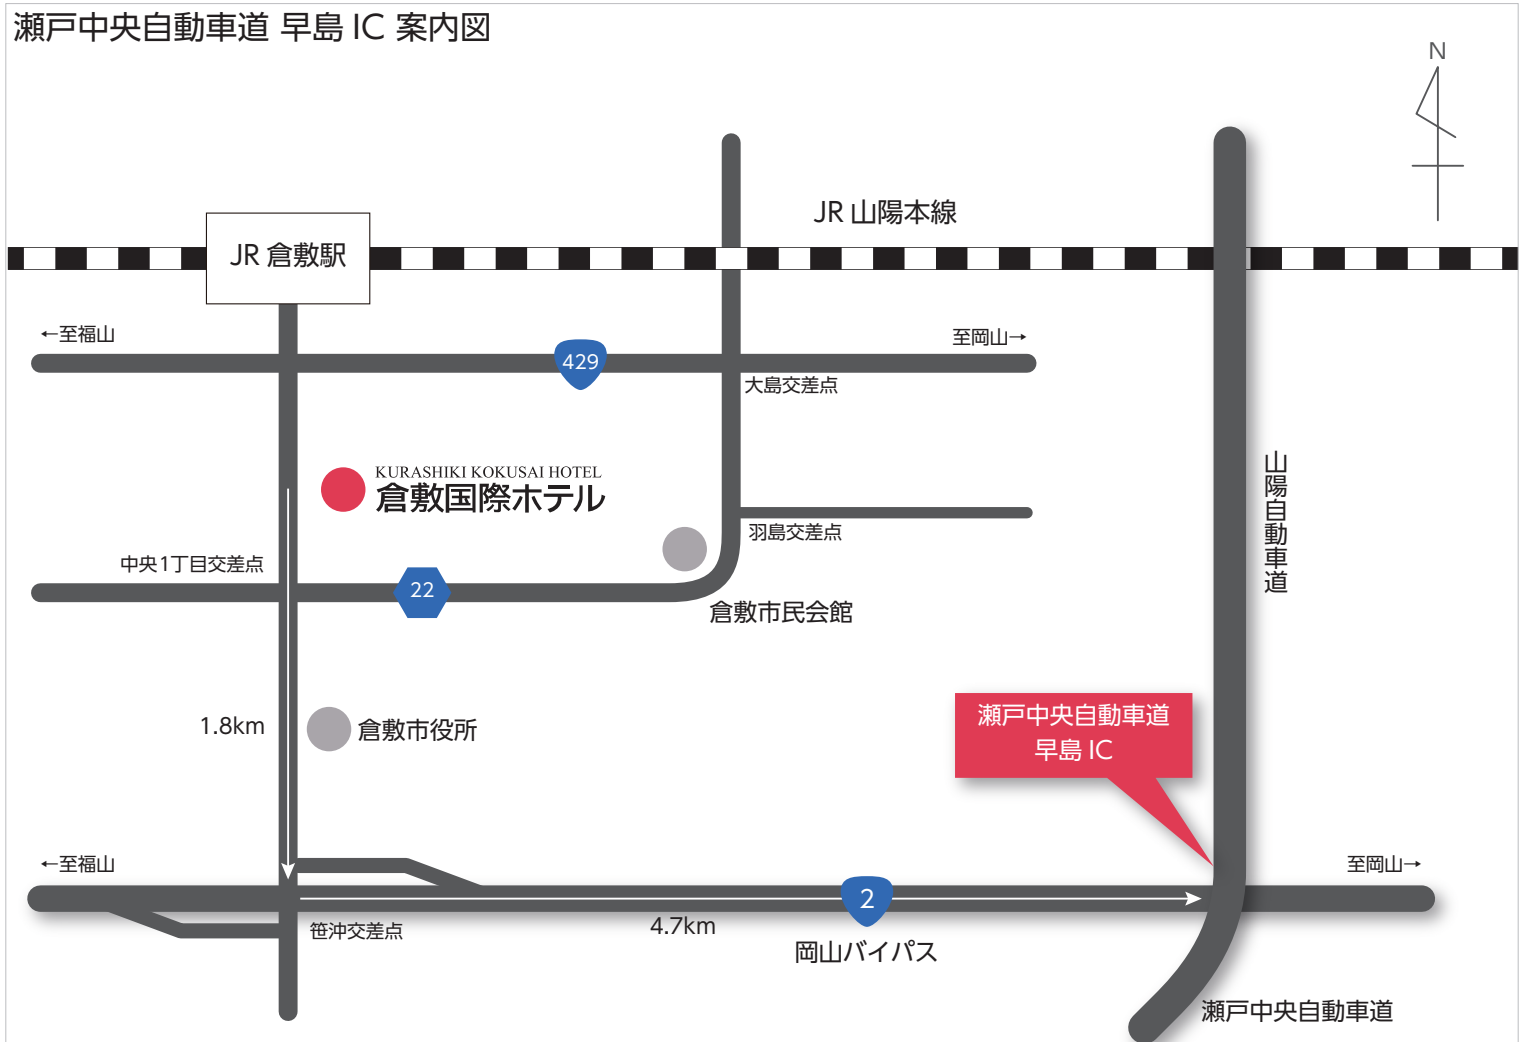 瀬戸中央自動車道 早島 IC 案内図
N
JR 山陽本線
JR 倉敷駅
←至福山
至岡山→
429
大島交差点
KURASHIKI KOKUSAI HOTEL
倉敷国際ホテル
山陽自動車道
羽島交差点
中央1丁目交差点
22
倉敷市民会館
瀬戸中央自動車道
早島 IC
1.8km
倉敷市役所
←至福山
至岡山→
2
笹沖交差点
4.7km
岡山バイパス
瀬戸中央自動車道